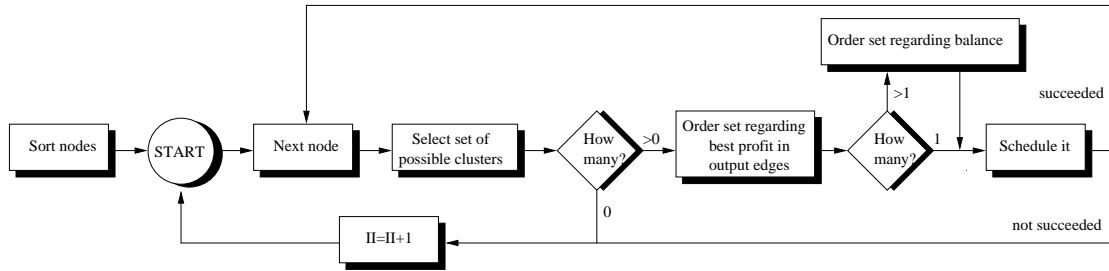 Order set regarding balance
succeeded
>1
Sort nodes
START
Next node
Select set of
possible clusters
How
many?
>0
Order set regarding
best profit in
output edges
How
many?
1
Schedule it
0
not succeeded
II=II+1